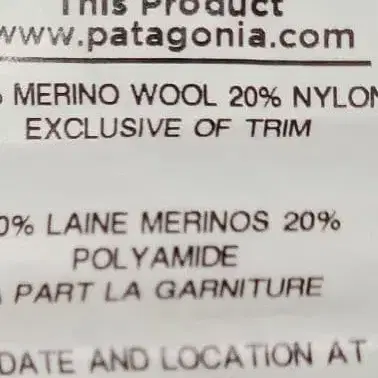 This Product
www.patagonia.com
% MERINO WOOL 20% NYLON
EXCLUSIVE OF TRIM
0% LAINE MERINOS 20%
POLYAMIDE
PART LA GARNITURE
DATE AND LOCATION AT